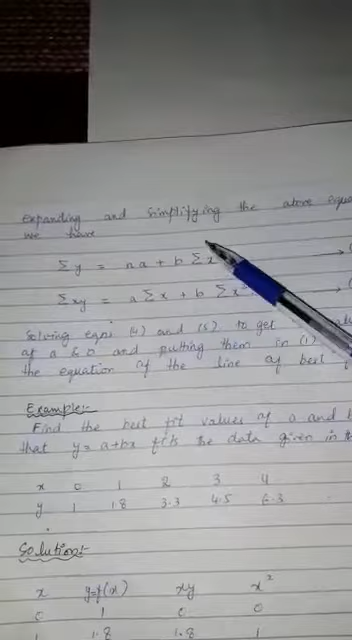 expanding and simplifying the above equa
we have
Σy = na + b Σx
Σxy = a Σx + b Σx²
Solving eqns (4) and (5) to get
of a & b and putting them in (1)
the equation of the line of best f
Example:-
Find the best fit values of a and b
that y = a+bx fits the data given in the
x 0 1 2 3 4
y 1 1.8 3.3 4.5 6.3
Solution:-
x y=f(x) xy x²
0 1 0 0
1 1.8 1.8 1